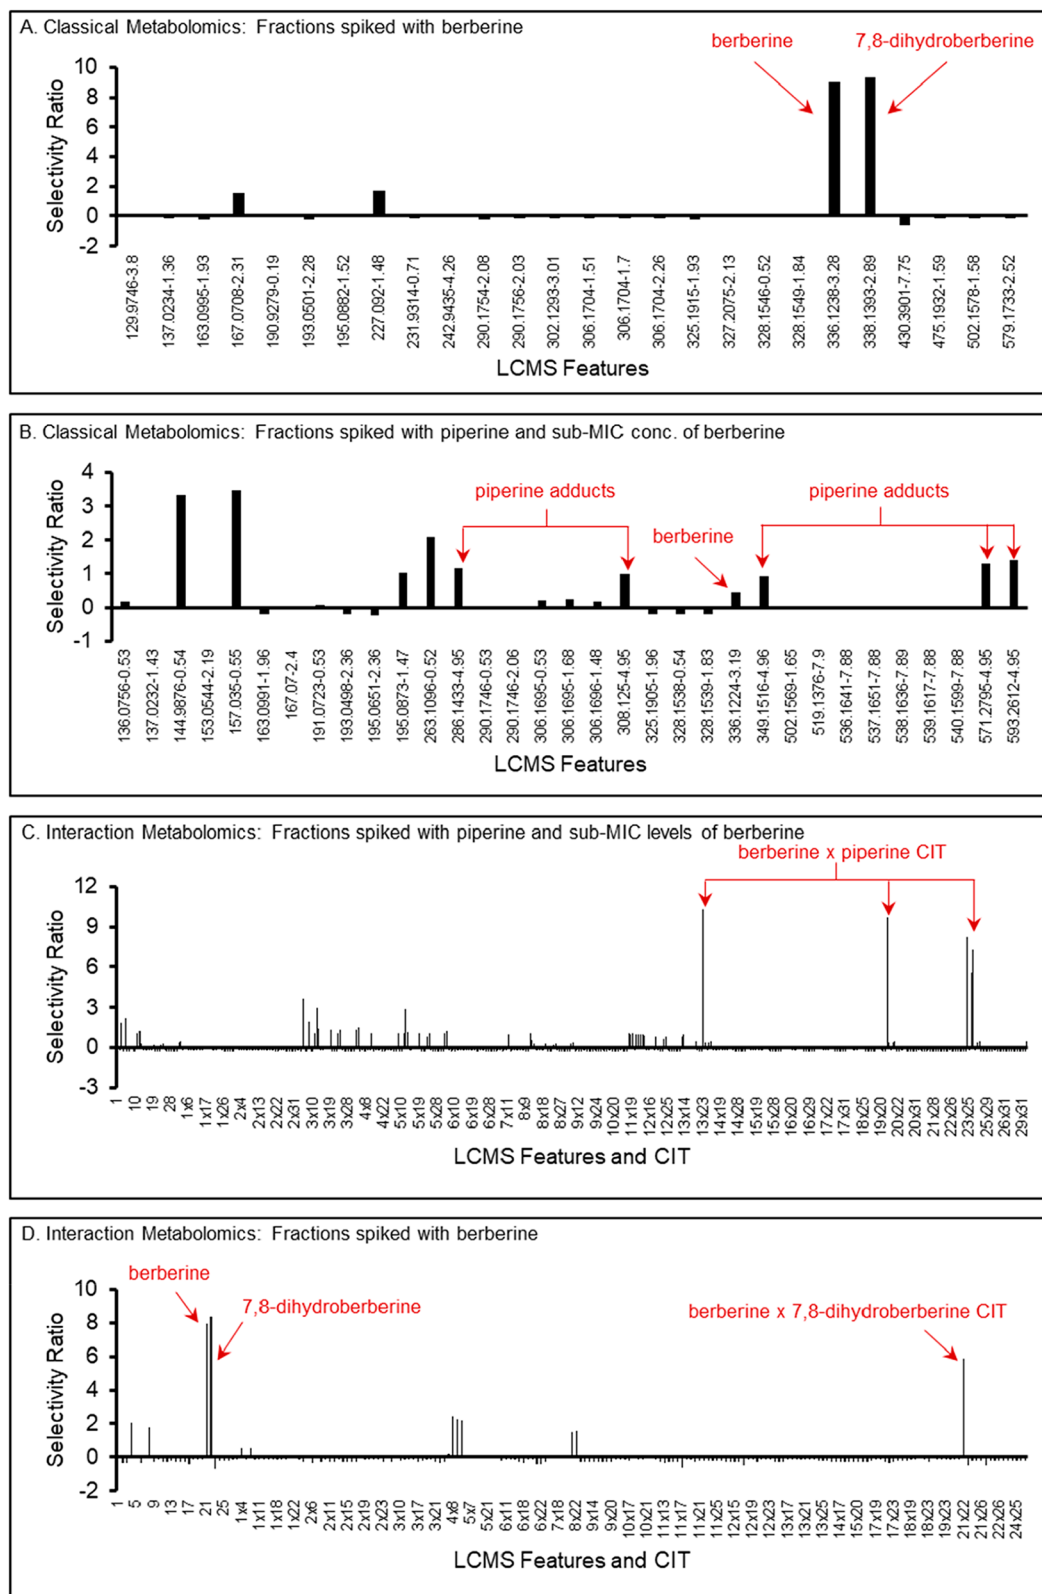 A. Classical Metabolomics: Fractions spiked with berberine
berberine
7,8-dihydroberberine
Selectivity Ratio
10
8
6
4
2
0
-2
129.9746-3.8
137.0234-1.36
163.0995-1.93
167.0708-2.31
190.9279-0.19
193.0501-2.28
195.0882-1.52
227.092-1.48
231.9314-0.71
242.9435-4.26
290.1754-2.08
290.1756-2.03
302.1293-3.01
306.1704-1.51
306.1704-1.7
306.1704-2.26
325.1915-1.93
327.2075-2.13
328.1546-0.52
328.1549-1.84
336.1238-3.28
338.1393-2.89
430.3901-7.75
475.1932-1.59
502.1578-1.58
579.1733-2.52
LCMS Features
B. Classical Metabolomics: Fractions spiked with piperine and sub-MIC conc. of berberine
piperine adducts
berberine
piperine adducts
Selectivity Ratio
4
3
2
1
0
-1
136.0756-0.53
137.0232-1.43
144.9876-0.54
153.0544-2.19
157.035-0.55
163.0991-1.96
167.07-2.4
191.0723-0.53
193.0498-2.36
195.0651-2.36
195.0873-1.47
263.1096-0.52
286.1433-4.95
290.1746-0.53
290.1746-2.06
306.1695-0.53
306.1695-1.68
306.1696-1.48
308.125-4.95
325.1905-1.96
328.1538-0.54
328.1539-1.83
336.1224-3.19
349.1516-4.96
502.1569-1.65
519.1376-7.9
536.1641-7.88
537.1651-7.88
538.1636-7.89
539.1617-7.88
540.1599-7.88
571.2795-4.95
593.2612-4.95
LCMS Features
C. Interaction Metabolomics: Fractions spiked with piperine and sub-MIC levels of berberine
berberine x piperine CIT
Selectivity Ratio
12
9
6
3
0
-3
1
10
19
28
1x6
1x17
1x26
2x4
2x13
2x22
2x31
3x10
3x19
3x28
4x8
4x22
5x10
5x19
5x28
6x10
6x19
6x28
7x11
8x9
8x18
8x27
9x12
9x24
10x20
11x19
12x16
12x25
13x14
13x23
14x19
14x28
15x19
15x28
16x20
16x29
17x22
17x31
18x26
19x20
20x22
20x31
21x28
22x28
23x25
25x29
26x31
29x31
LCMS Features and CIT
D. Interaction Metabolomics: Fractions spiked with berberine
berberine
7,8-dihydroberberine
berberine x 7,8-dihydroberberine CIT
Selectivity Ratio
10
8
6
4
2
0
-2
1
5
9
13
17
21
25
1x4
1x11
1x18
1x22
2x6
2x11
2x15
2x19
2x23
3x10
3x17
3x21
4x6
5x7
5x21
6x11
6x18
6x22
7x18
8x22
9x14
9x19
10x17
10x21
11x13
11x17
11x21
11x25
12x15
12x19
12x23
13x17
13x21
13x25
14x17
15x20
17x19
17x23
18x19
18x23
19x23
21x22
21x26
22x26
24x25
LCMS Features and CIT